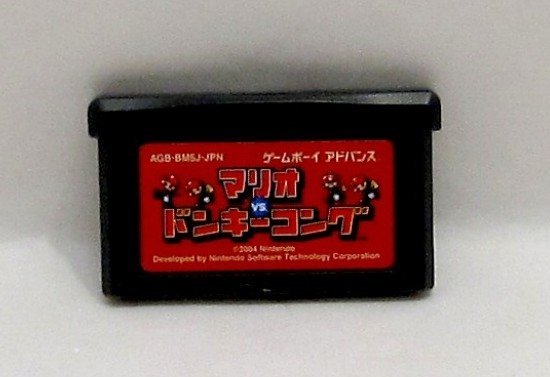 AGB-BM5J-JPN ゲームボーイ アドバンス
マリオ
vs.
ドンキーコング
©2004 Nintendo
Developed by Nintendo Software Technology Corporation